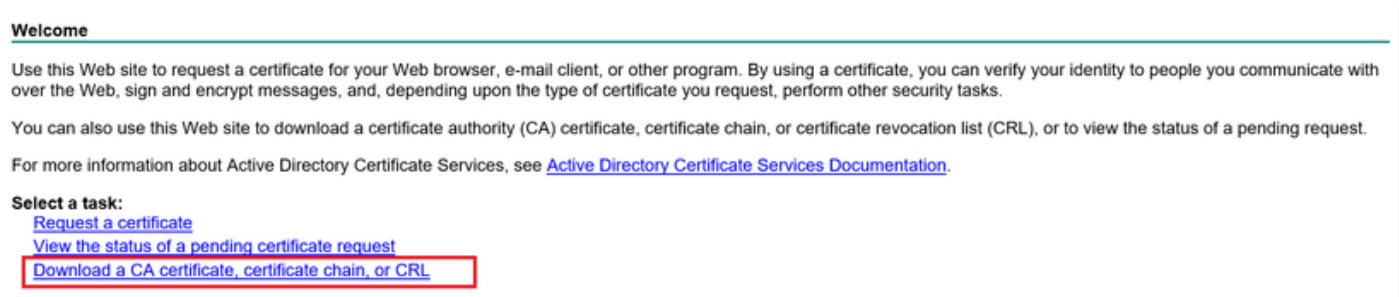 Welcome
Use this Web site to request a certificate for your Web browser, e-mail client, or other program. By using a certificate, you can verify your identity to people you communicate with
over the Web, sign and encrypt messages, and, depending upon the type of certificate you request, perform other security tasks.
You can also use this Web site to download a certificate authority (CA) certificate, certificate chain, or certificate revocation list (CRL), or to view the status of a pending request.
For more information about Active Directory Certificate Services, see Active Directory Certificate Services Documentation.
Select a task:
Request a certificate
View the status of a pending certificate request
Download a CA certificate, certificate chain, or CRL